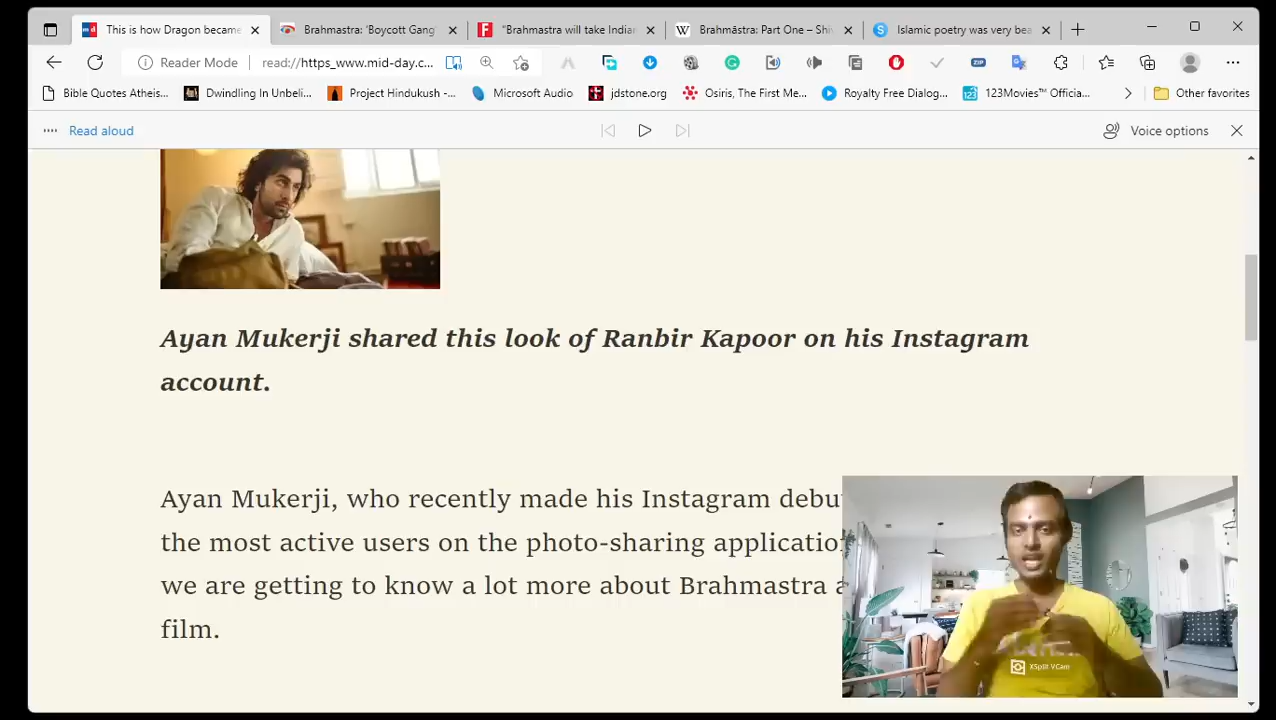 This is how Dragon became
Brahmastra: ‘Boycott Gang’
"Brahmastra will take Indian
Brahmāstra: Part One – Shiv
Islamic poetry was very bea
Reader Mode
read://https_www.mid-day.c...
Bible Quotes Atheis...
Dwindling In Unbeli...
Project Hindukush -...
Microsoft Audio
jdstone.org
Osiris, The First Me...
Royalty Free Dialog...
123Movies™ Officia...
Other favorites
Read aloud
Voice options
Ayan Mukerji shared this look of Ranbir Kapoor on his Instagram
account.
Ayan Mukerji, who recently made his Instagram debu
the most active users on the photo-sharing application
we are getting to know a lot more about Brahmastra a
film.
XSplit VCam